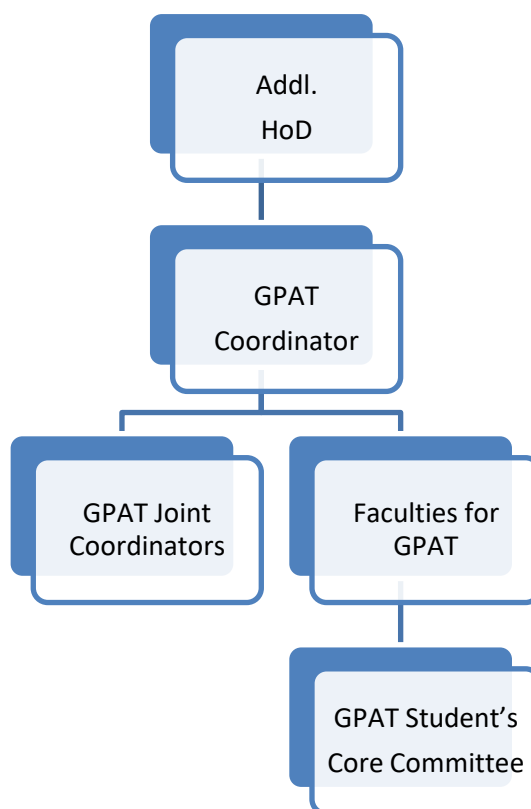 Addl.
HoD
GPAT
Coordinator
GPAT Joint
Coordinators
Faculties for
GPAT
GPAT Student’s
Core Committee